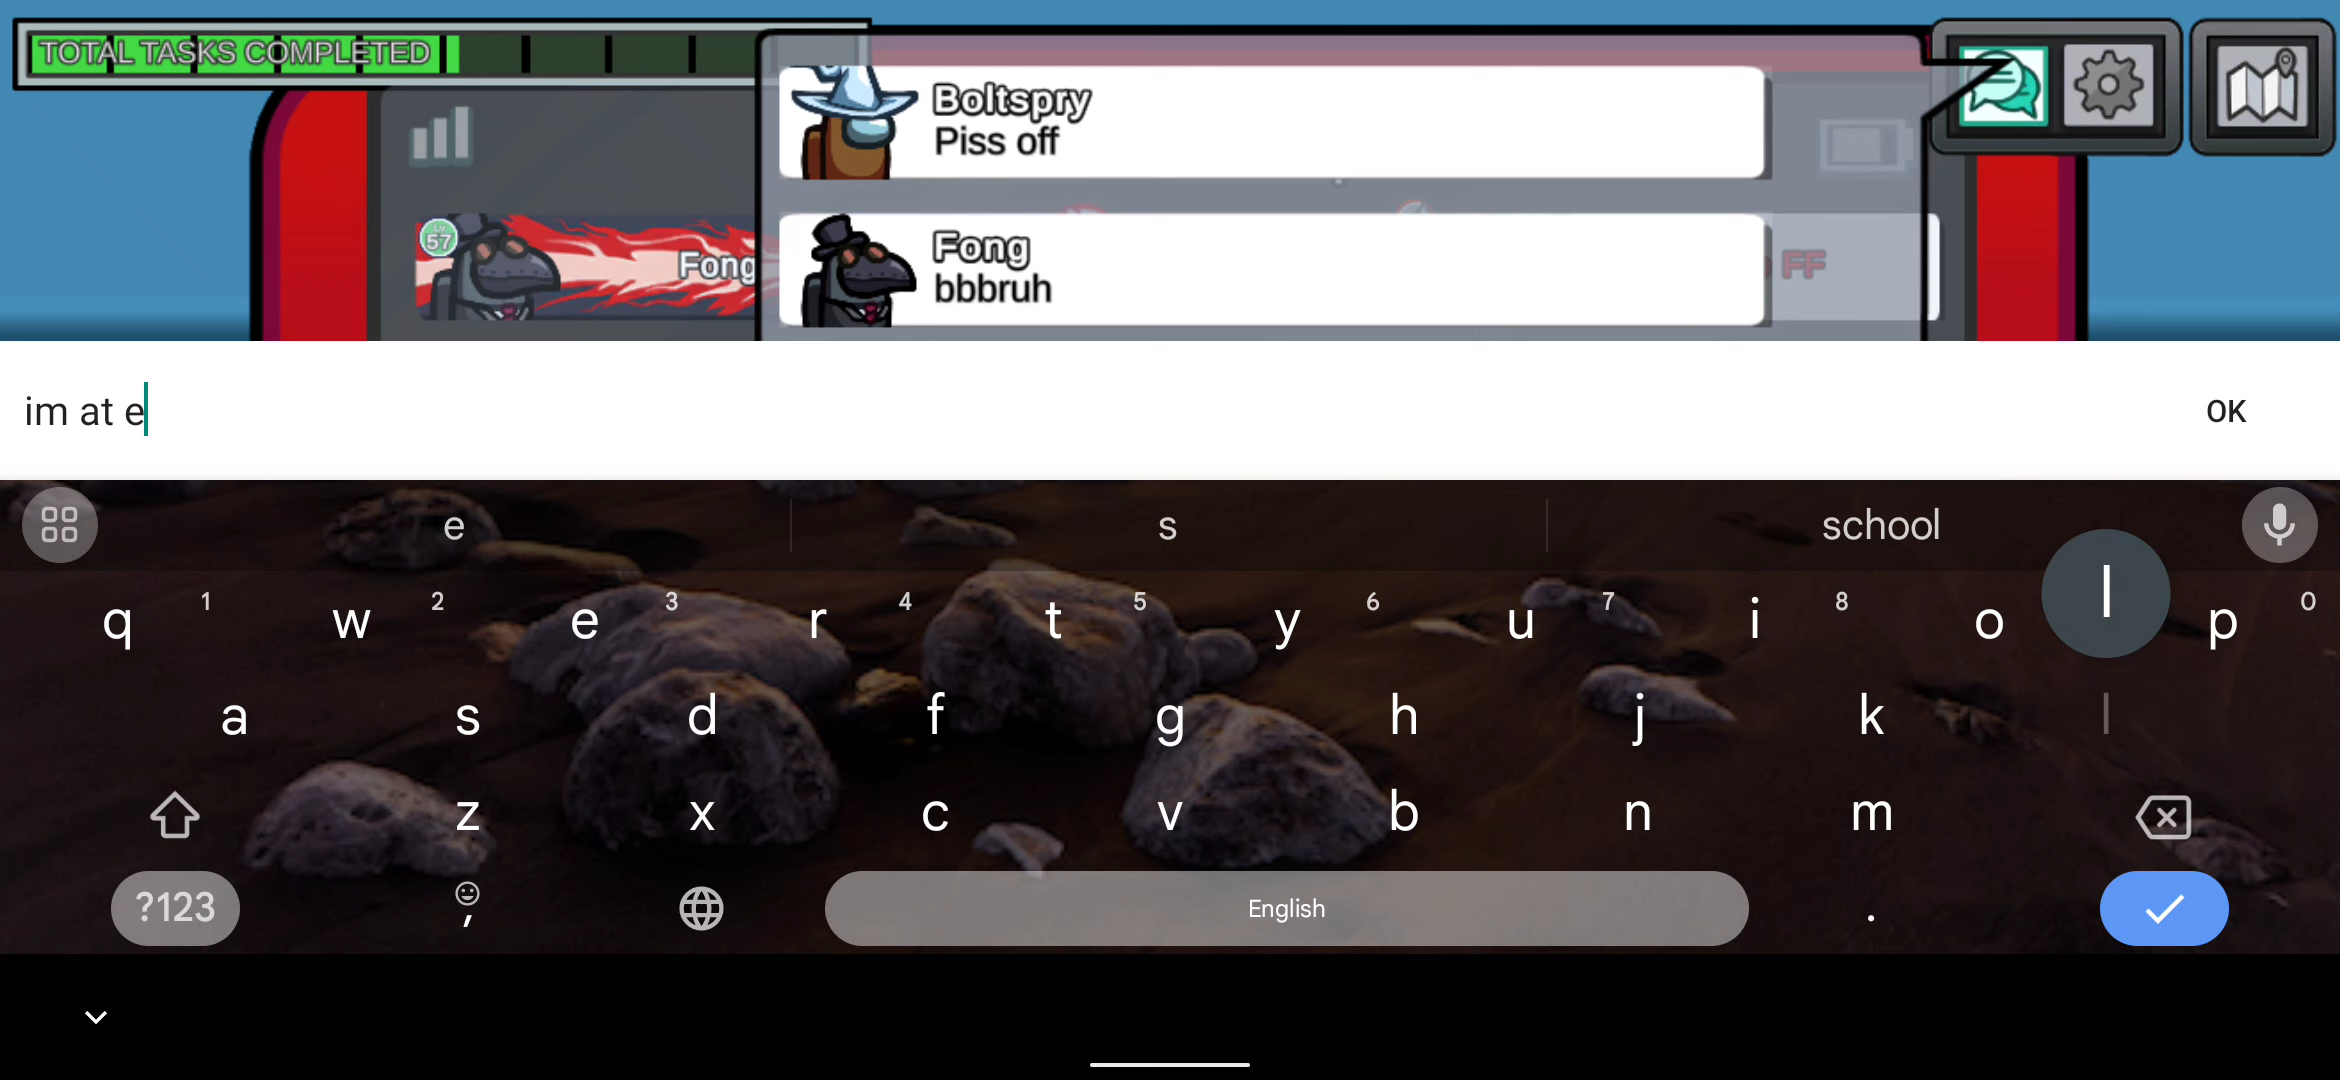 TOTAL TASKS COMPLETED
Boltspry
Piss off
Lv
57
Fong
Fong
bbbruh
FF
im at e
OK
e s school
1 2 3 4 5 6 7 8 0
q w e r t y u i o l p
a s d f g h j k l
z x c v b n m
?123 , English .